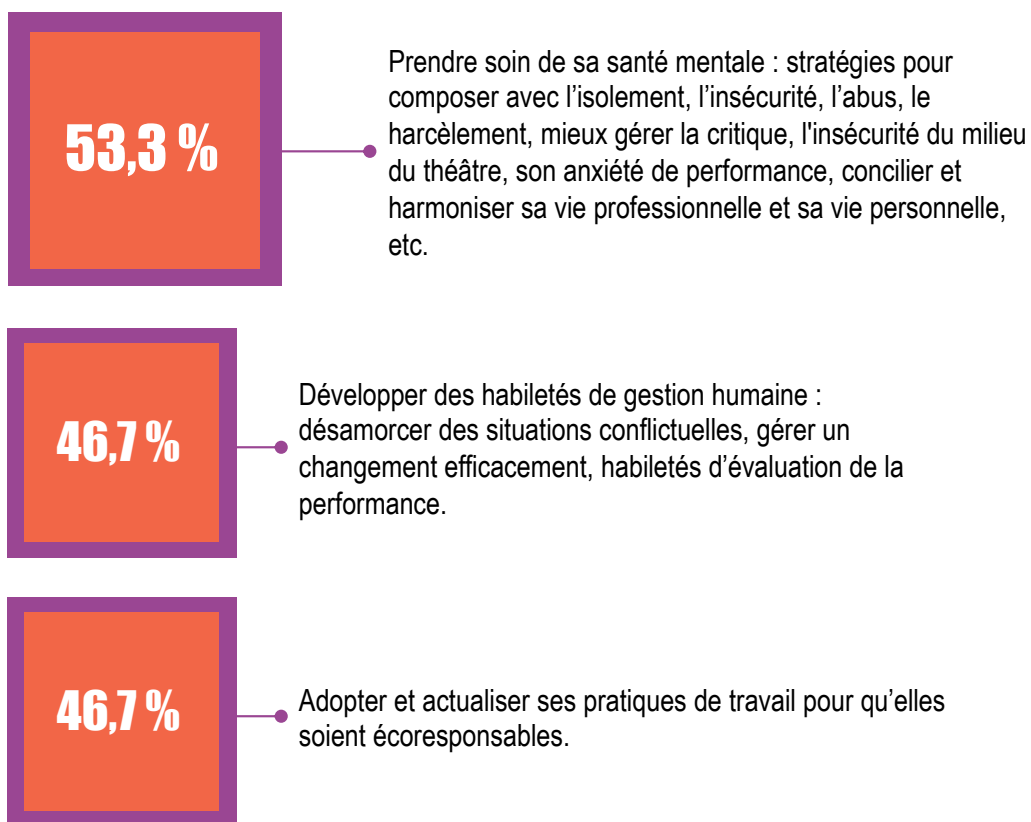 53,3 %
Prendre soin de sa santé mentale : stratégies pour
composer avec l’isolement, l’insécurité, l’abus, le
harcèlement, mieux gérer la critique, l'insécurité du milieu
du théâtre, son anxiété de performance, concilier et
harmoniser sa vie professionnelle et sa vie personnelle,
etc.
46,7 %
Développer des habiletés de gestion humaine :
désamorcer des situations conflictuelles, gérer un
changement efficacement, habiletés d’évaluation de la
performance.
46,7 %
Adopter et actualiser ses pratiques de travail pour qu’elles
soient écoresponsables.